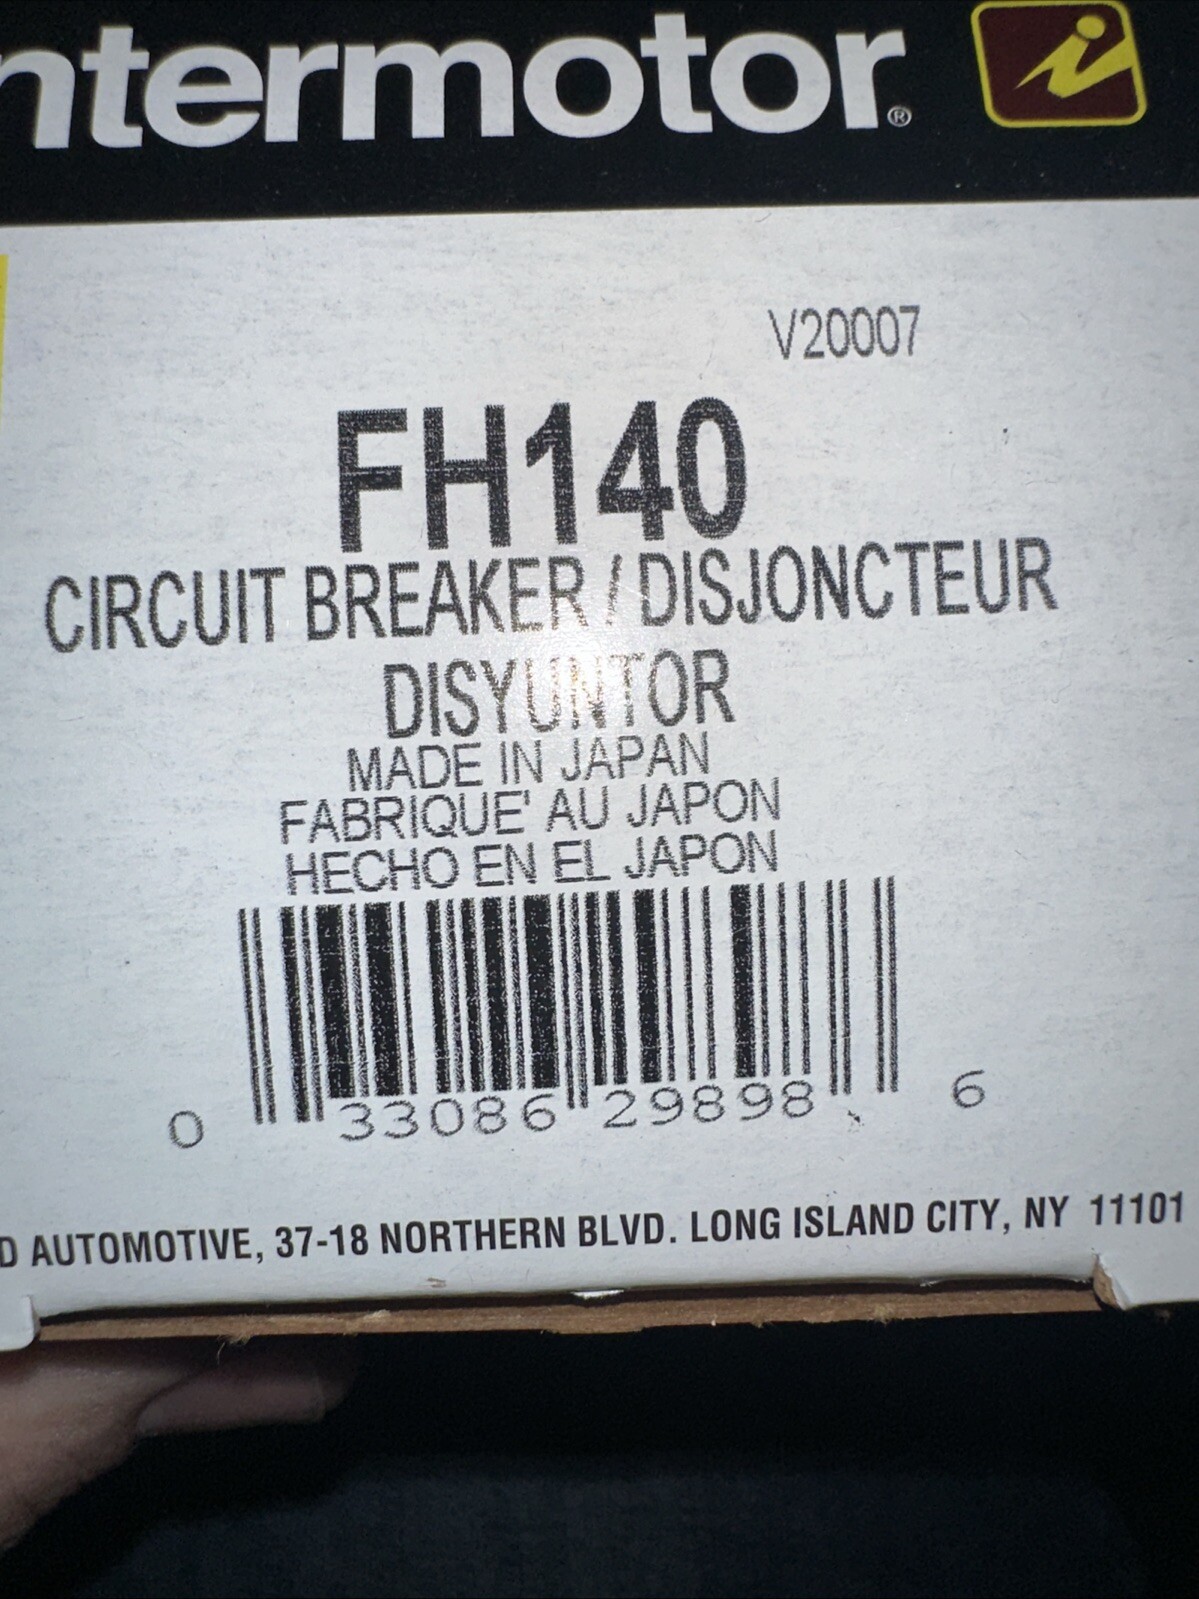 ntermotor®
V20007
FH140
CIRCUIT BREAKER / DISJONCTEUR
DISYUNTOR
MADE IN JAPAN
FABRIQUE' AU JAPON
HECHO EN EL JAPON
0 33086 29898 6
D AUTOMOTIVE, 37-18 NORTHERN BLVD. LONG ISLAND CITY, NY 11101